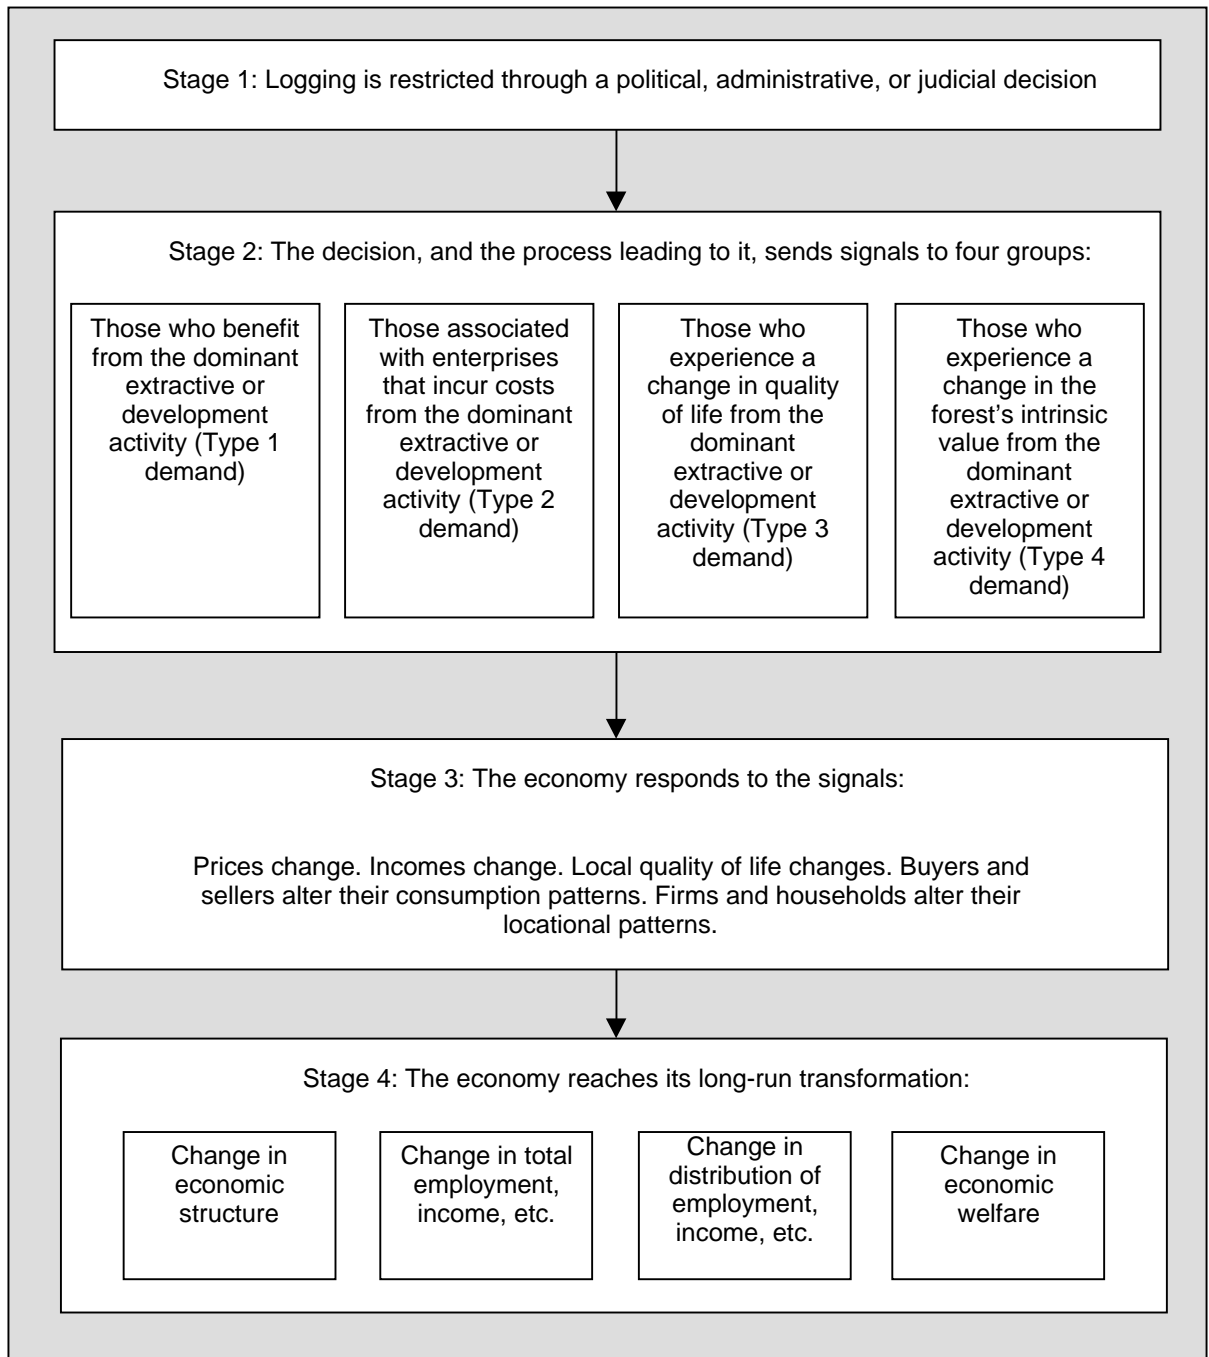 Stage 1: Logging is restricted through a political, administrative, or judicial decision
Stage 2: The decision, and the process leading to it, sends signals to four groups:
Those who benefit
from the dominant
extractive or
development
activity (Type 1
demand)
Those associated
with enterprises
that incur costs
from the dominant
extractive or
development
activity (Type 2
demand)
Those who
experience a
change in quality
of life from the
dominant
extractive or
development
activity (Type 3
demand)
Those who
experience a
change in the
forest’s intrinsic
value from the
dominant
extractive or
development
activity (Type 4
demand)
Stage 3: The economy responds to the signals:
Prices change. Incomes change. Local quality of life changes. Buyers and
sellers alter their consumption patterns. Firms and households alter their
locational patterns.
Stage 4: The economy reaches its long-run transformation:
Change in
economic
structure
Change in total
employment,
income, etc.
Change in
distribution of
employment,
income, etc.
Change in
economic
welfare